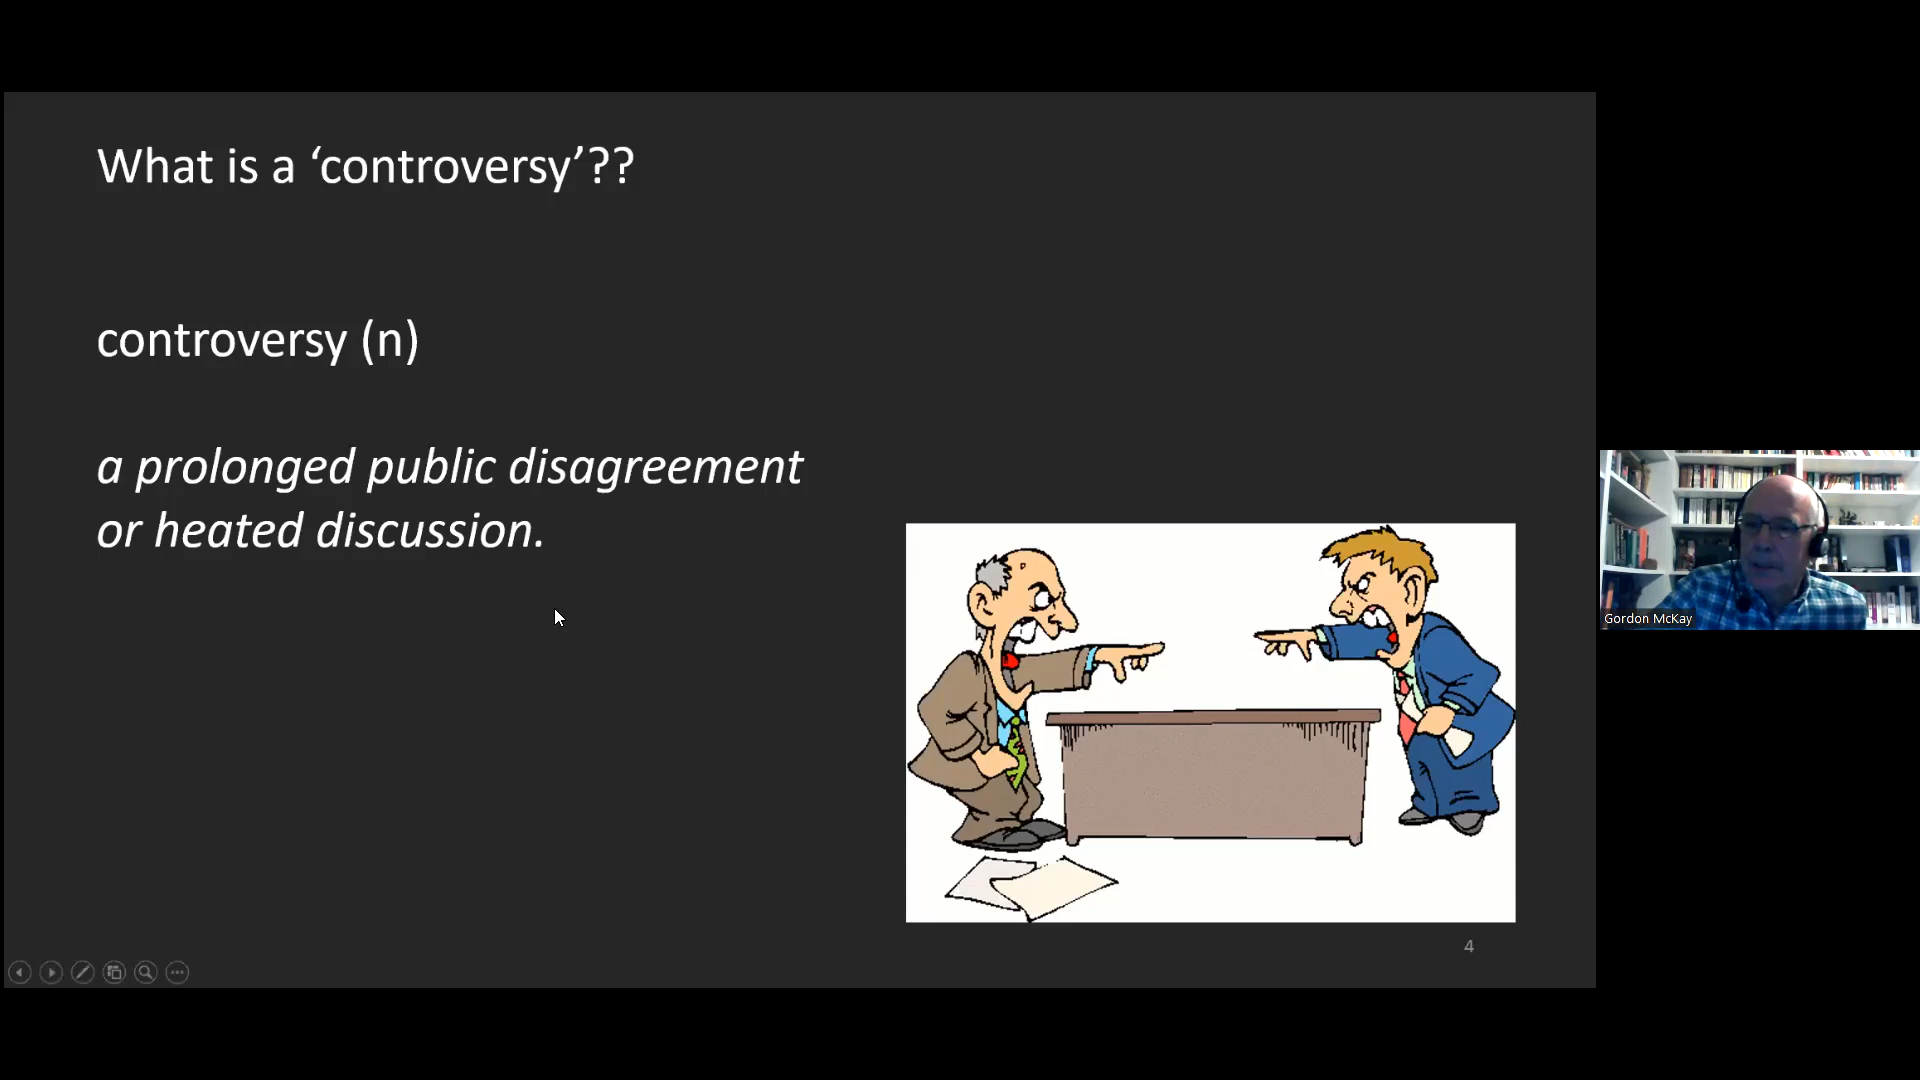 What is a ‘controversy’??
controversy (n)
a prolonged public disagreement
or heated discussion.
Gordon McKay
4